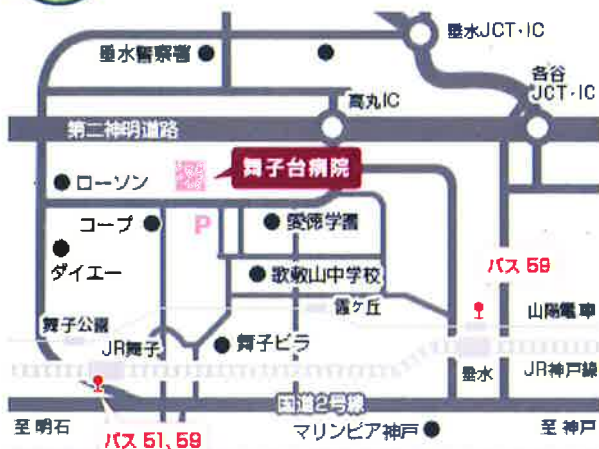 垂水JCT・IC
垂水警察署
名谷
JCT・IC
高丸IC
第二神明道路
舞子台病院
ローソン
コープ
P
愛徳学園
ダイエー
歌敷山中学校
バス 59
霞ヶ丘
山陽電車
舞子公園
JR舞子
舞子ビラ
垂水
JR神戸線
国道2号線
至 明石
マリンピア神戸
至 神戸
バス 51、59